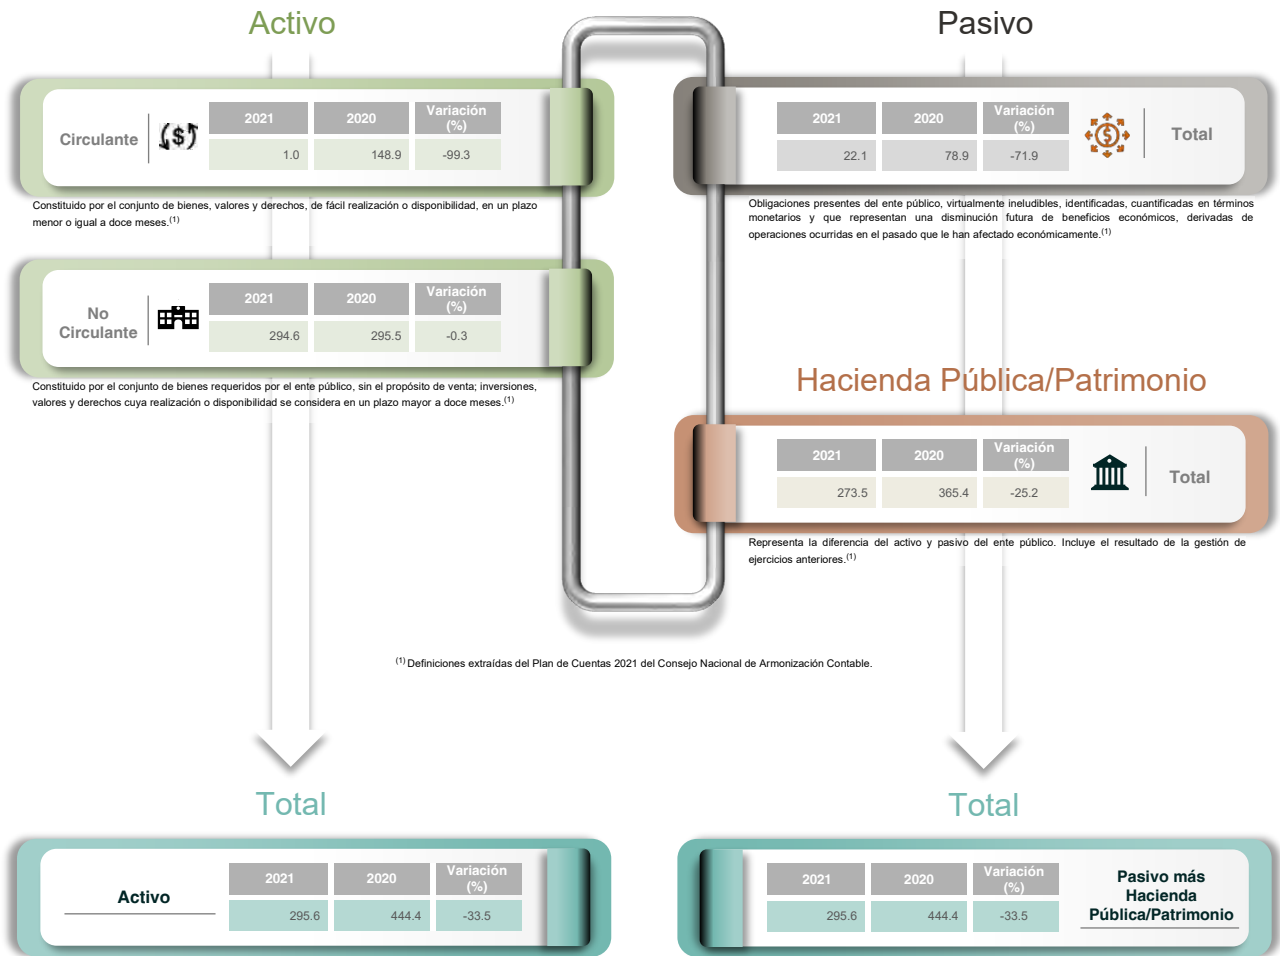 Activo
Circulante
2021 2020 Variación (%)
1.0 148.9 -99.3
Constituido por el conjunto de bienes, valores y derechos, de fácil realización o disponibilidad, en un plazo
menor o igual a doce meses.(1)
No
Circulante
2021 2020 Variación (%)
294.6 295.5 -0.3
Constituido por el conjunto de bienes requeridos por el ente público, sin el propósito de venta; inversiones,
valores y derechos cuya realización o disponibilidad se considera en un plazo mayor a doce meses.(1)
Pasivo
2021 2020 Variación (%)
22.1 78.9 -71.9
Total
Obligaciones presentes del ente público, virtualmente ineludibles, identificadas, cuantificadas en términos
monetarios y que representan una disminución futura de beneficios económicos, derivadas de
operaciones ocurridas en el pasado que le han afectado económicamente.(1)
Hacienda Pública/Patrimonio
2021 2020 Variación (%)
273.5 365.4 -25.2
Total
Representa la diferencia del activo y pasivo del ente público. Incluye el resultado de la gestión de
ejercicios anteriores.(1)
(1) Definiciones extraídas del Plan de Cuentas 2021 del Consejo Nacional de Armonización Contable.
Total
Activo
2021 2020 Variación (%)
295.6 444.4 -33.5
Total
2021 2020 Variación (%)
295.6 444.4 -33.5
Pasivo más
Hacienda
Pública/Patrimonio